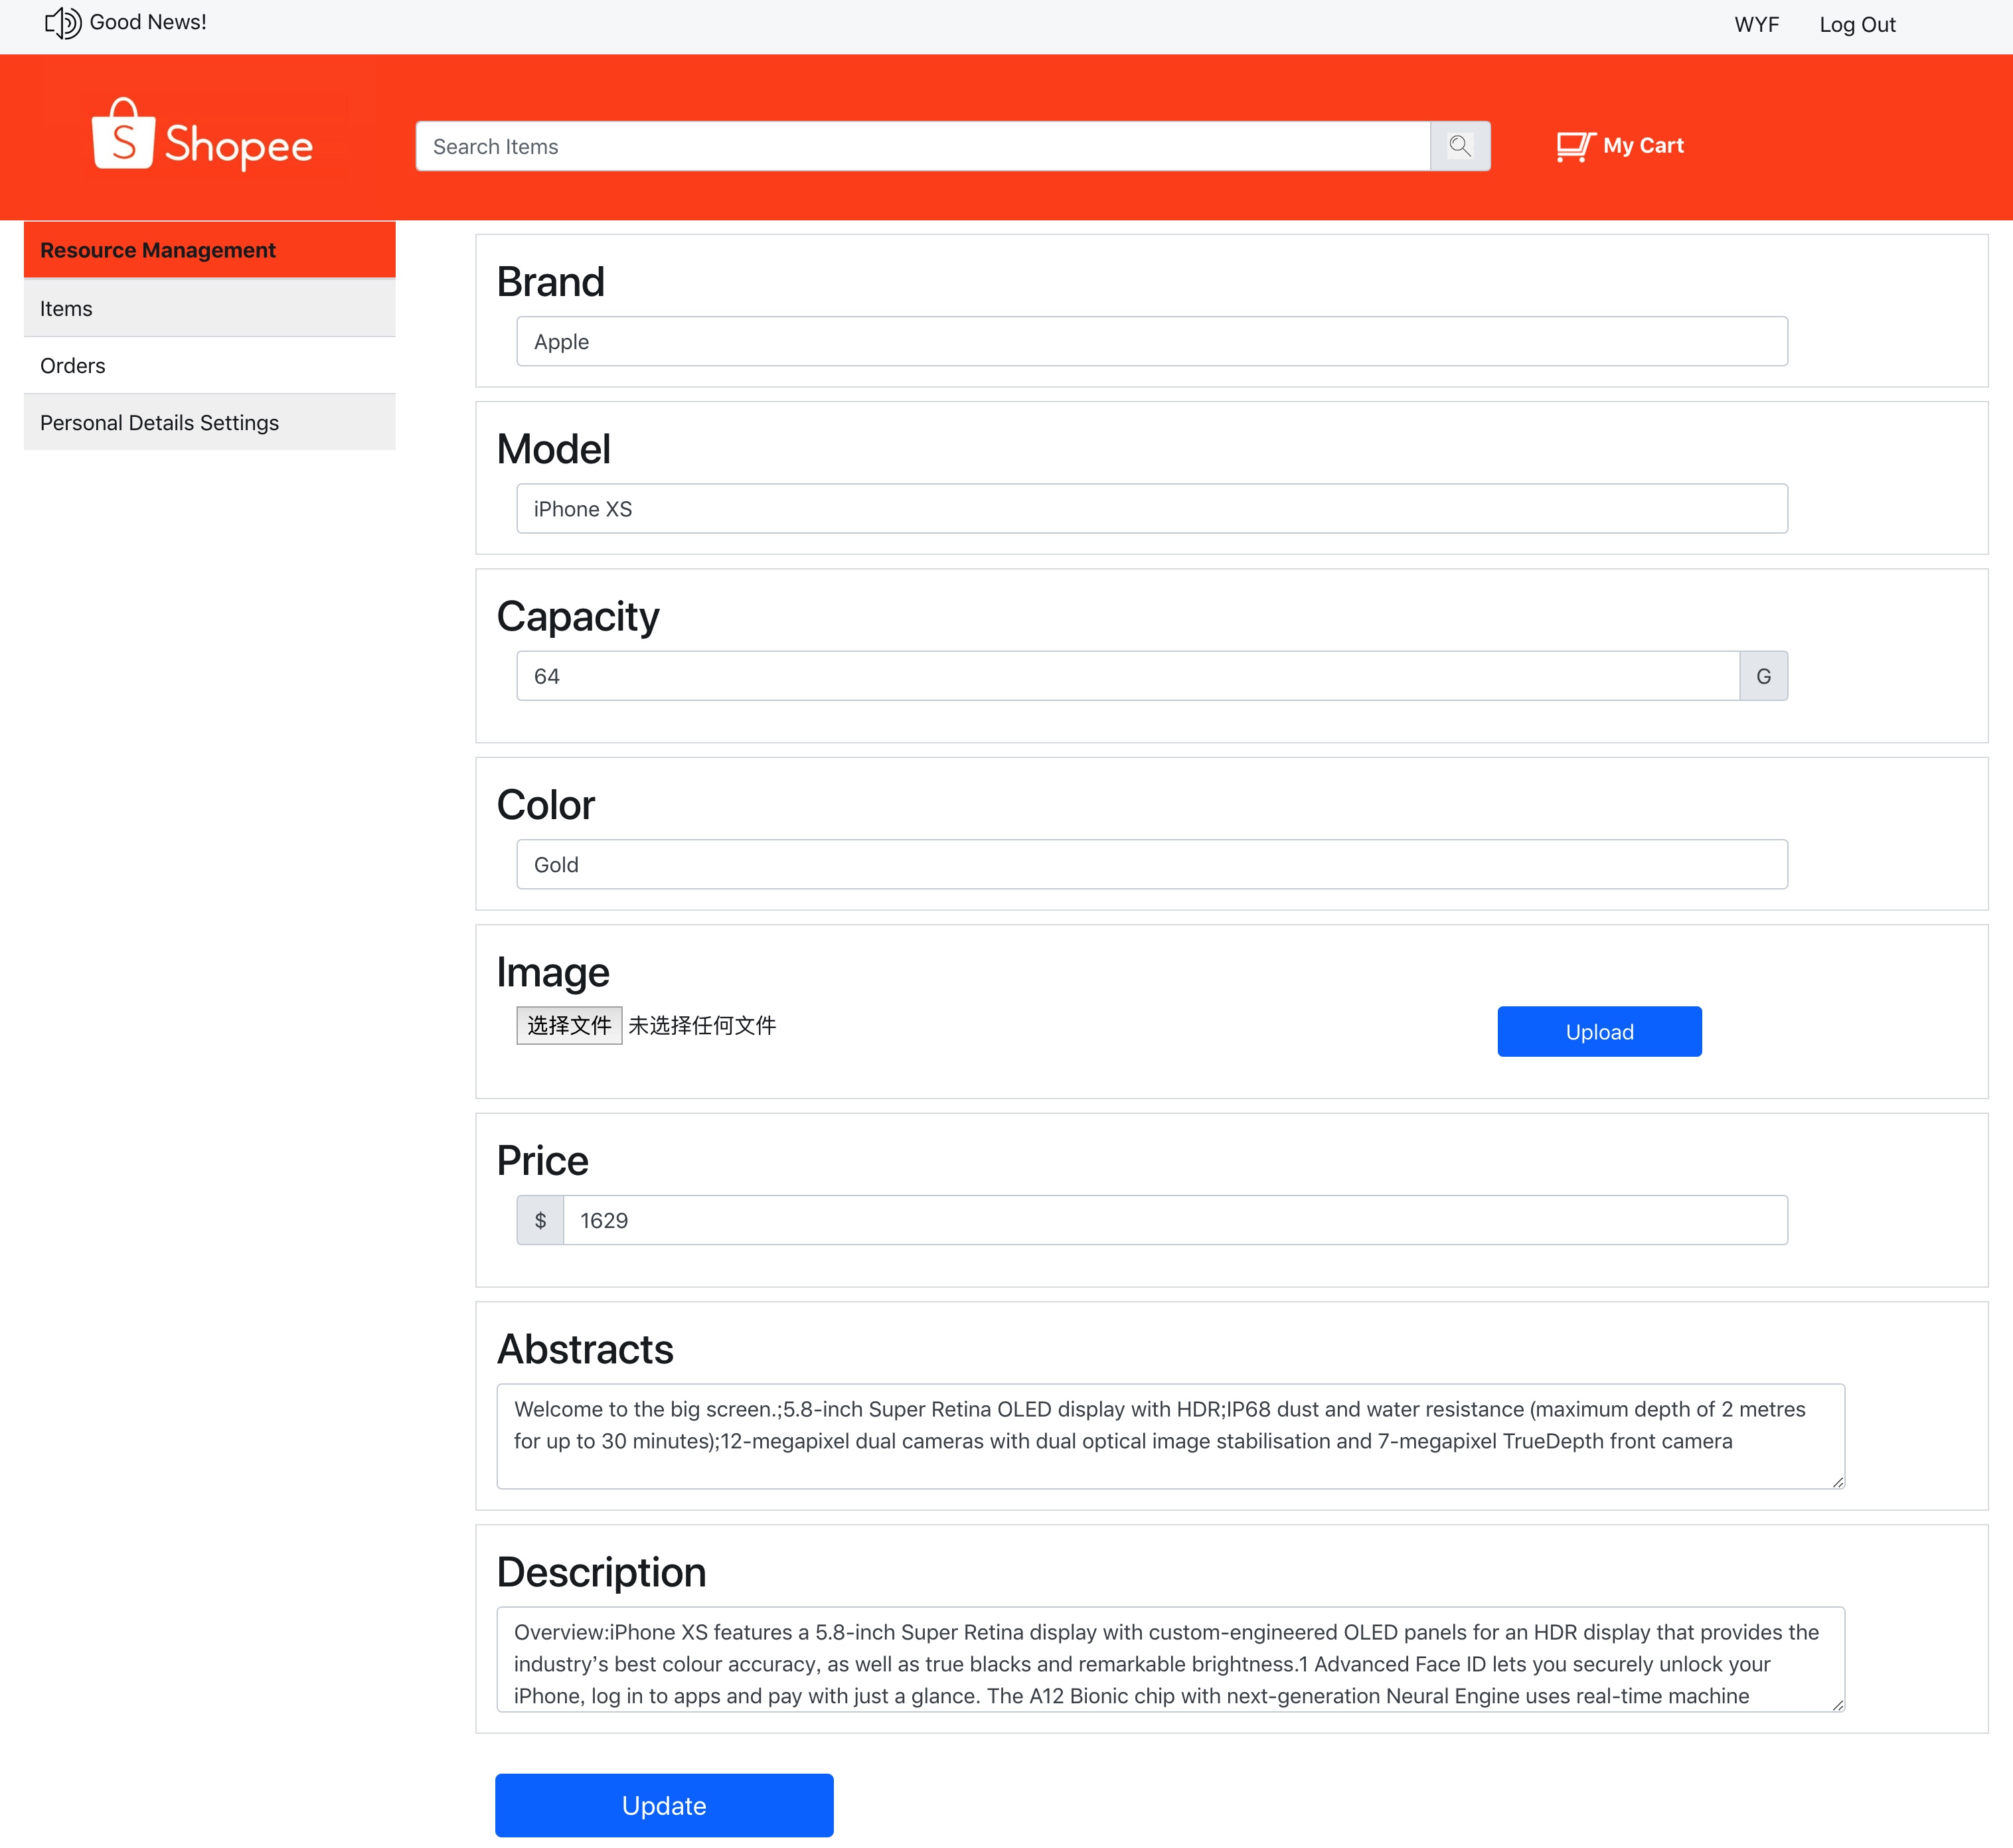 Good News!
WYF
Log Out
S Shopee
Search Items
My Cart
Resource Management
Items
Orders
Personal Details Settings
Brand
Apple
Model
iPhone XS
Capacity
64
G
Color
Gold
Image
选择文件 未选择任何文件
Upload
Price
$ 1629
Abstracts
Welcome to the big screen.;5.8-inch Super Retina OLED display with HDR;IP68 dust and water resistance (maximum depth of 2 metres
for up to 30 minutes);12-megapixel dual cameras with dual optical image stabilisation and 7-megapixel TrueDepth front camera
Description
Overview:iPhone XS features a 5.8-inch Super Retina display with custom-engineered OLED panels for an HDR display that provides the
industry’s best colour accuracy, as well as true blacks and remarkable brightness.1 Advanced Face ID lets you securely unlock your
iPhone, log in to apps and pay with just a glance. The A12 Bionic chip with next-generation Neural Engine uses real-time machine
Update